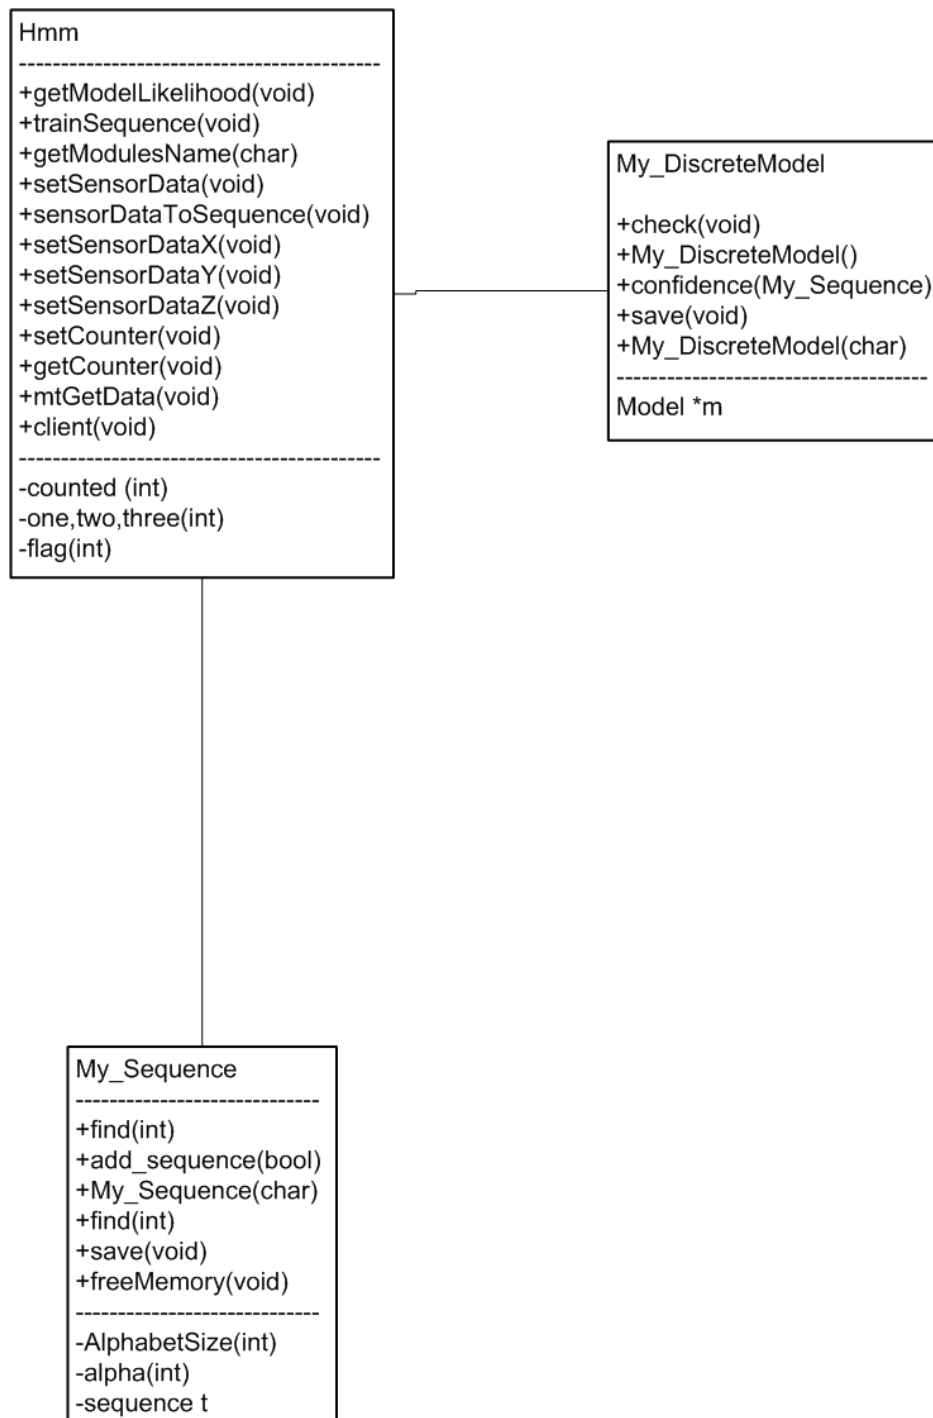 Hmm
-------------------------------------------
+getModelLikelihood(void)
+trainSequence(void)
+getModulesName(char)
+setSensorData(void)
+sensorDataToSequence(void)
+setSensorDataX(void)
+setSensorDataY(void)
+setSensorDataZ(void)
+setCounter(void)
+getCounter(void)
+mtGetData(void)
+client(void)
-------------------------------------------
-counted (int)
-one,two,three(int)
-flag(int)
My_DiscreteModel
+check(void)
+My_DiscreteModel()
+confidence(My_Sequence)
+save(void)
+My_DiscreteModel(char)
-------------------------------------
Model *m
My_Sequence
-----------------------------
+find(int)
+add_sequence(bool)
+My_Sequence(char)
+find(int)
+save(void)
+freeMemory(void)
-----------------------------
-AlphabetSize(int)
-alpha(int)
-sequence t